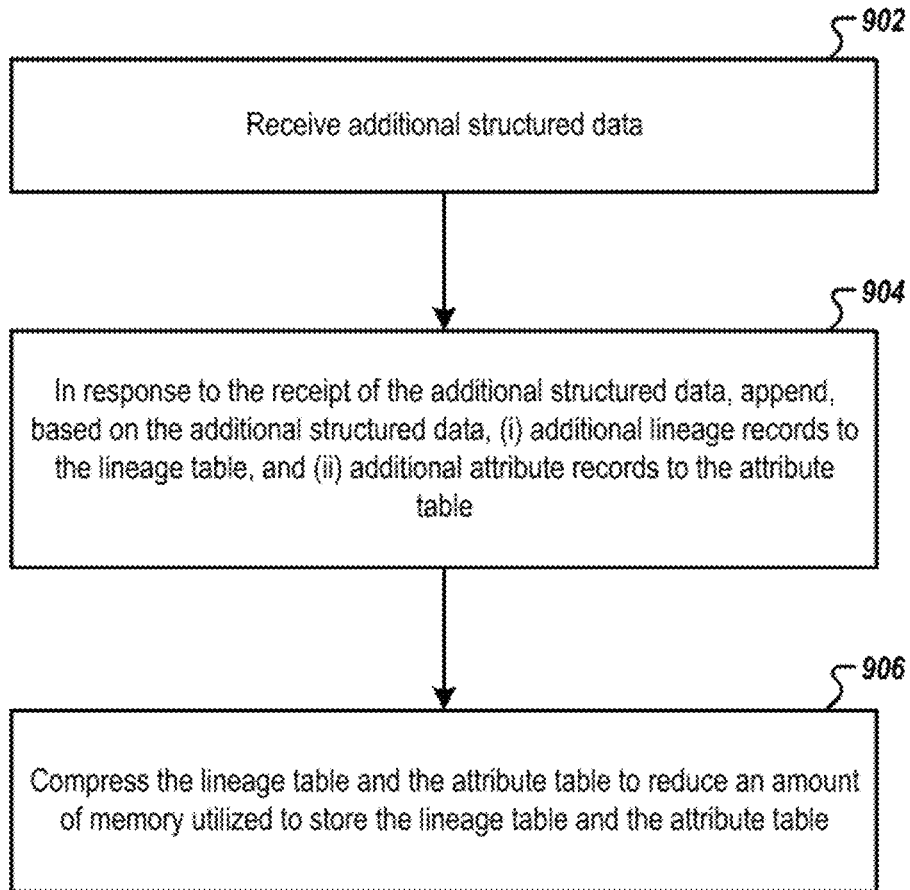 902
Receive additional structured data
904
In response to the receipt of the additional structured data, append,
based on the additional structured data, (i) additional lineage records to
the lineage table, and (ii) additional attribute records to the attribute
table
906
Compress the lineage table and the attribute table to reduce an amount
of memory utilized to store the lineage table and the attribute table